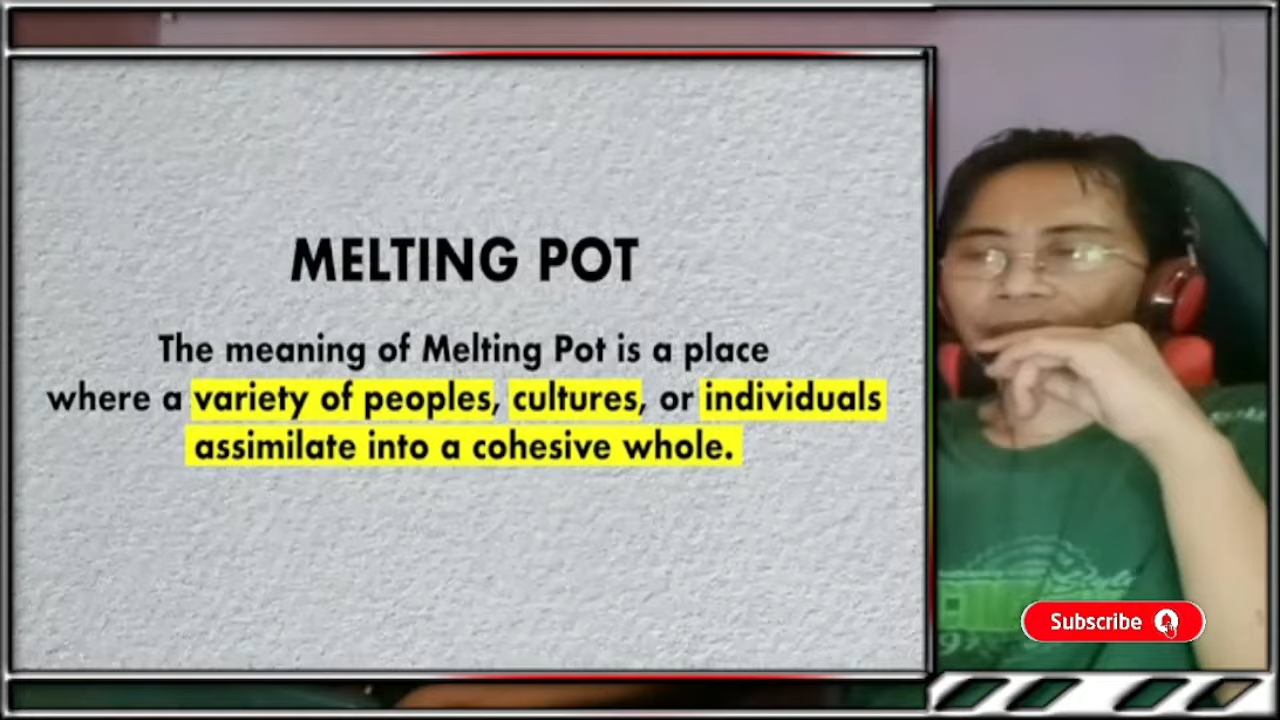 MELTING POT
The meaning of Melting Pot is a place
where a variety of peoples, cultures, or individuals
assimilate into a cohesive whole.
Subscribe